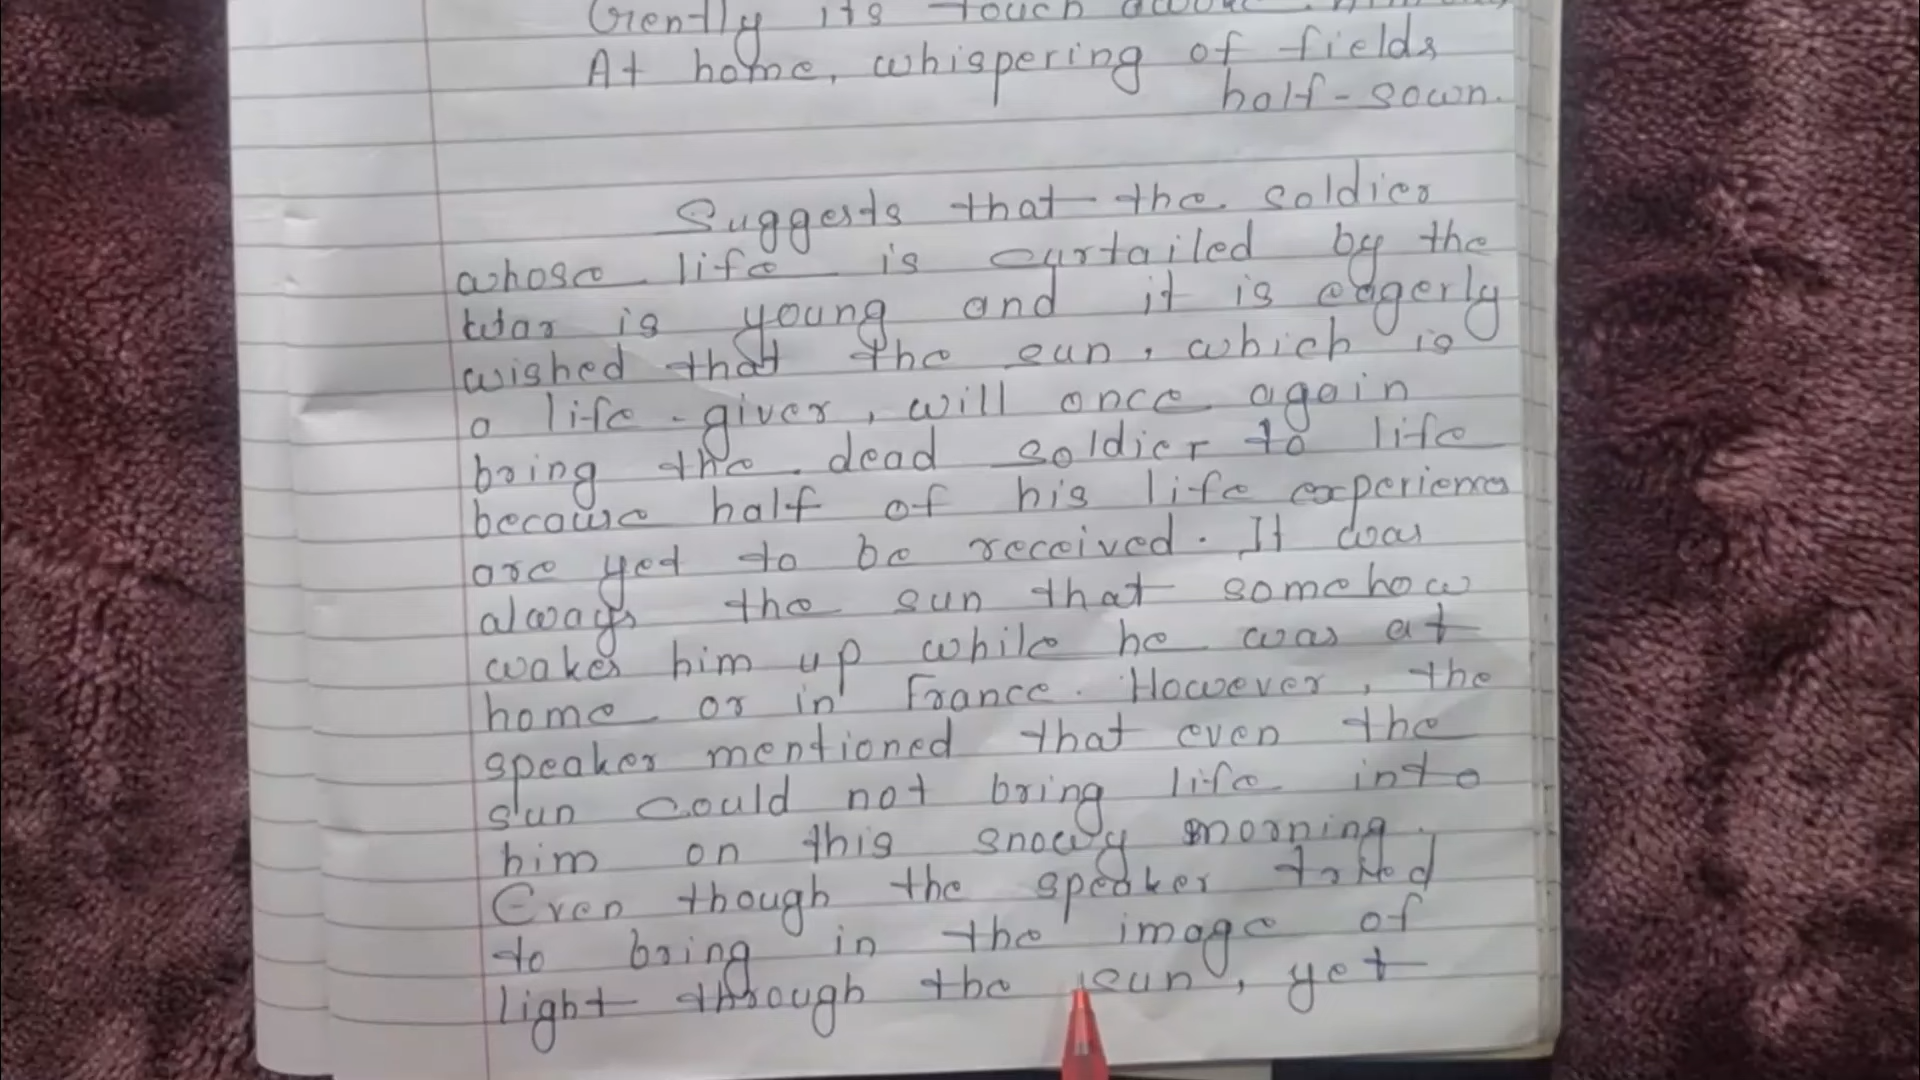 Gently its touch
At home, whispering of fields
half-sown.
Suggests that the soldier
whose life is curtailed by the
war is young and it is eagerly
wished that the sun, which is
a life-giver, will once again
bring the dead soldier to life
because half of his life experiences
are yet to be received. It was
always the sun that somehow
wakes him up while he was at
home or in France. However, the
speaker mentioned that even the
sun could not bring life into
him on this snowy morning.
Even though the speaker tried
to bring in the image of
light through the sun, yet